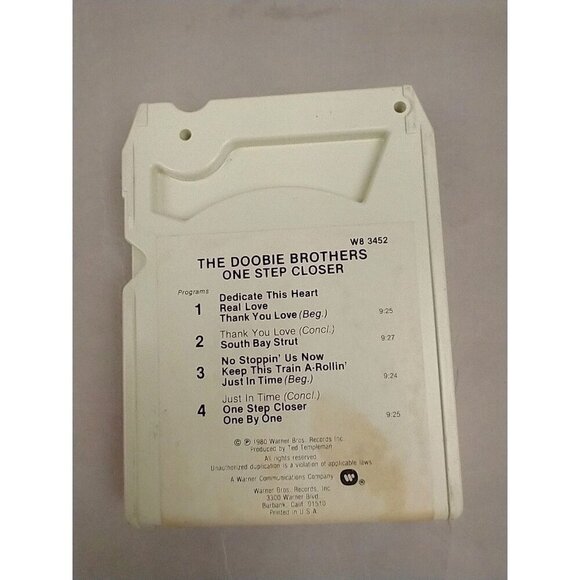 W8 3452
THE DOOBIE BROTHERS
ONE STEP CLOSER
Programs
1 Dedicate This Heart
Real Love
Thank You Love (Beg.) 9:25
2 Thank You Love (Concl.)
South Bay Strut 9:27
3 No Stoppin' Us Now
Keep This Train A-Rollin'
Just In Time (Beg.) 9:24
4 Just In Time (Concl.)
One Step Closer
One By One 9:25
© ℗ 1980 Warner Bros. Records Inc.
Produced by Ted Templeman
All rights reserved
Unauthorized duplication is a violation of applicable laws.
A Warner Communications Company
Warner Bros. Records, Inc.
3300 Warner Blvd.
Burbank, Calif. 91510
Printed in U.S.A.